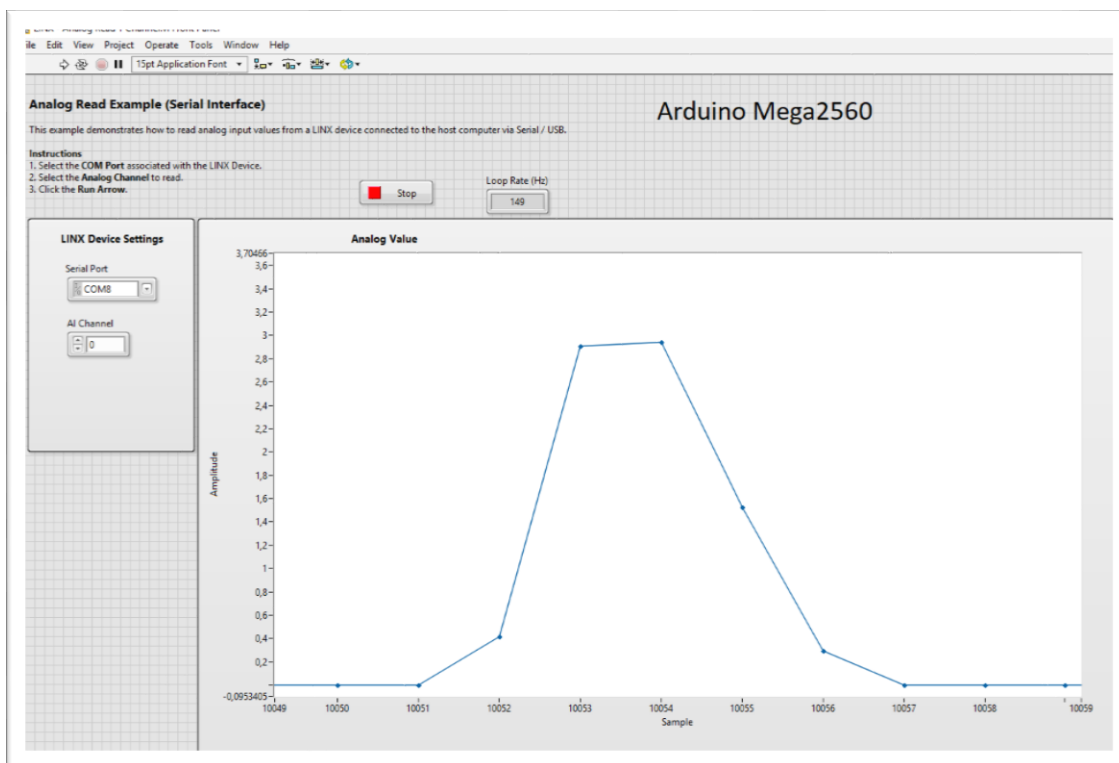 File Edit View Project Operate Tools Window Help
15pt Application Font
Analog Read Example (Serial Interface)
Arduino Mega2560
This example demonstrates how to read analog input values from a LINX device connected to the host computer via Serial / USB.
Instructions
1. Select the COM Port associated with the LINX Device.
2. Select the Analog Channel to read.
3. Click the Run Arrow.
Stop
Loop Rate (Hz)
149
LINX Device Settings
Serial Port
COM8
AI Channel
0
Analog Value
3,70466
3,6
3,4
3,2
3
2,8
2,6
2,4
2,2
2
1,8
1,6
1,4
1,2
1
0,8
0,6
0,4
0,2
-0,0953405
Amplitude
10049 10050 10051 10052 10053 10054 10055 10056 10057 10058 10059
Sample